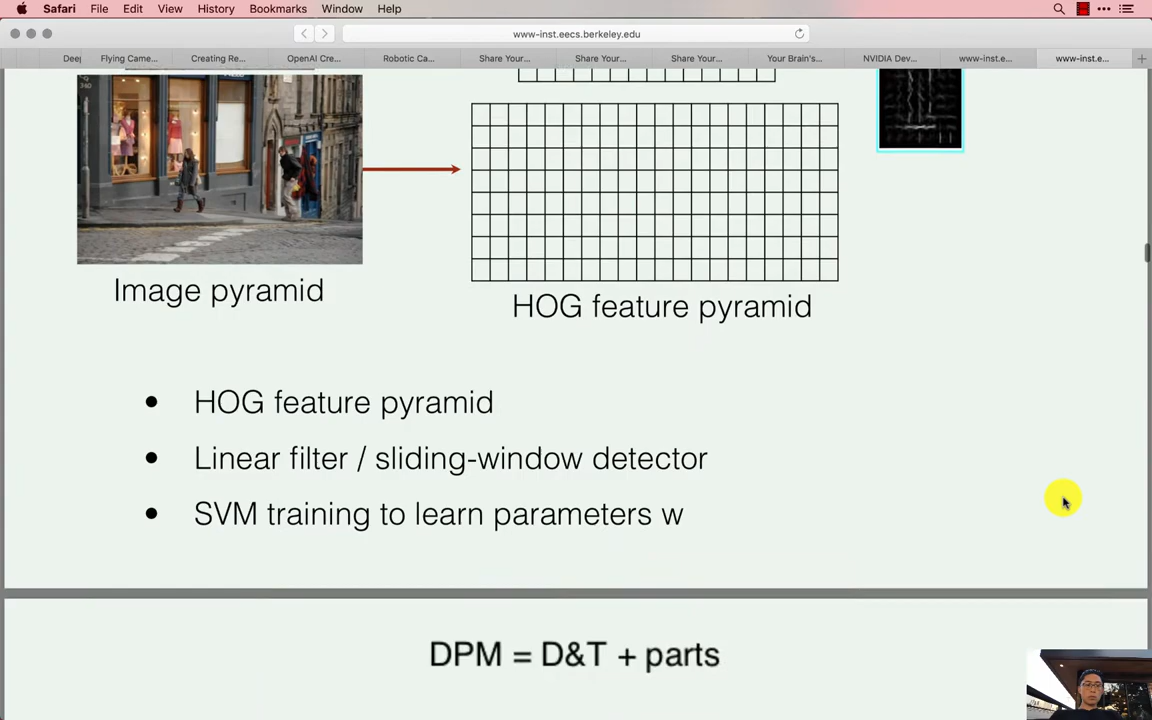 Safari File Edit View History Bookmarks Window Help
www-inst.eecs.berkeley.edu
Deep Flying Came... Creating Re... OpenAI Cre... Robotic Ca... Share Your... Share Your... Share Your... Your Brain's... NVIDIA Dev... www-inst.e... www-inst.e...
Image pyramid
HOG feature pyramid
• HOG feature pyramid
• Linear filter / sliding-window detector
• SVM training to learn parameters w
DPM = D&T + parts